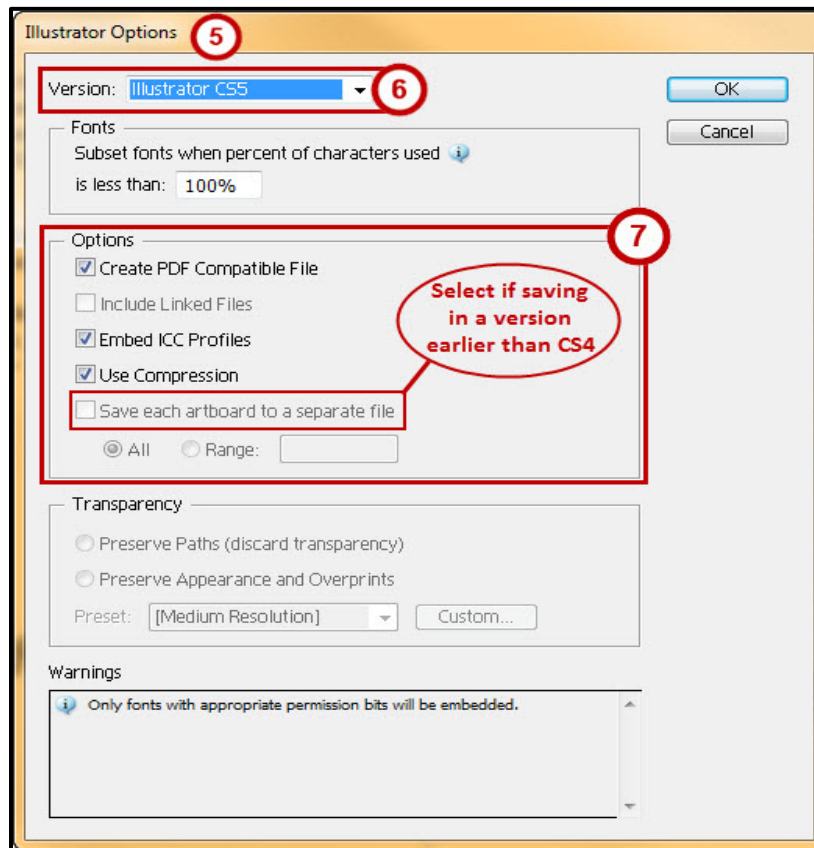 Illustrator Options
5
Version: Illustrator CS5
6
OK
Cancel
Fonts
Subset fonts when percent of characters used
is less than: 100%
7
Options
Create PDF Compatible File
Include Linked Files
Embed ICC Profiles
Use Compression
Save each artboard to a separate file
All Range:
Select if saving
in a version
earlier than CS4
Transparency
Preserve Paths (discard transparency)
Preserve Appearance and Overprints
Preset: [Medium Resolution] Custom...
Warnings
Only fonts with appropriate permission bits will be embedded.